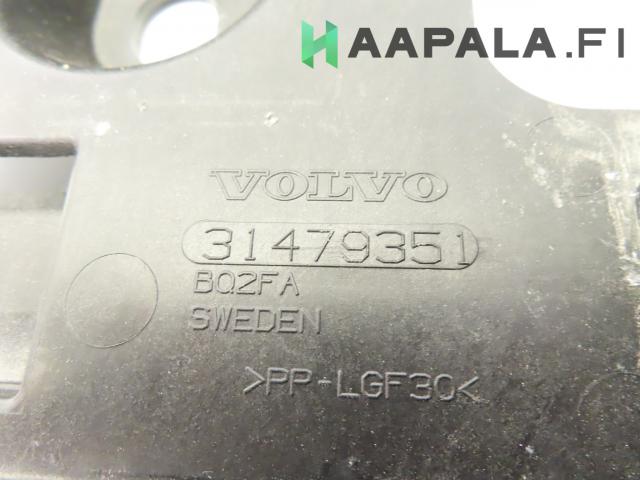 HAAPALA.FI
VOLVO
31479351
BQ2FA
SWEDEN
>PP-LGF30<